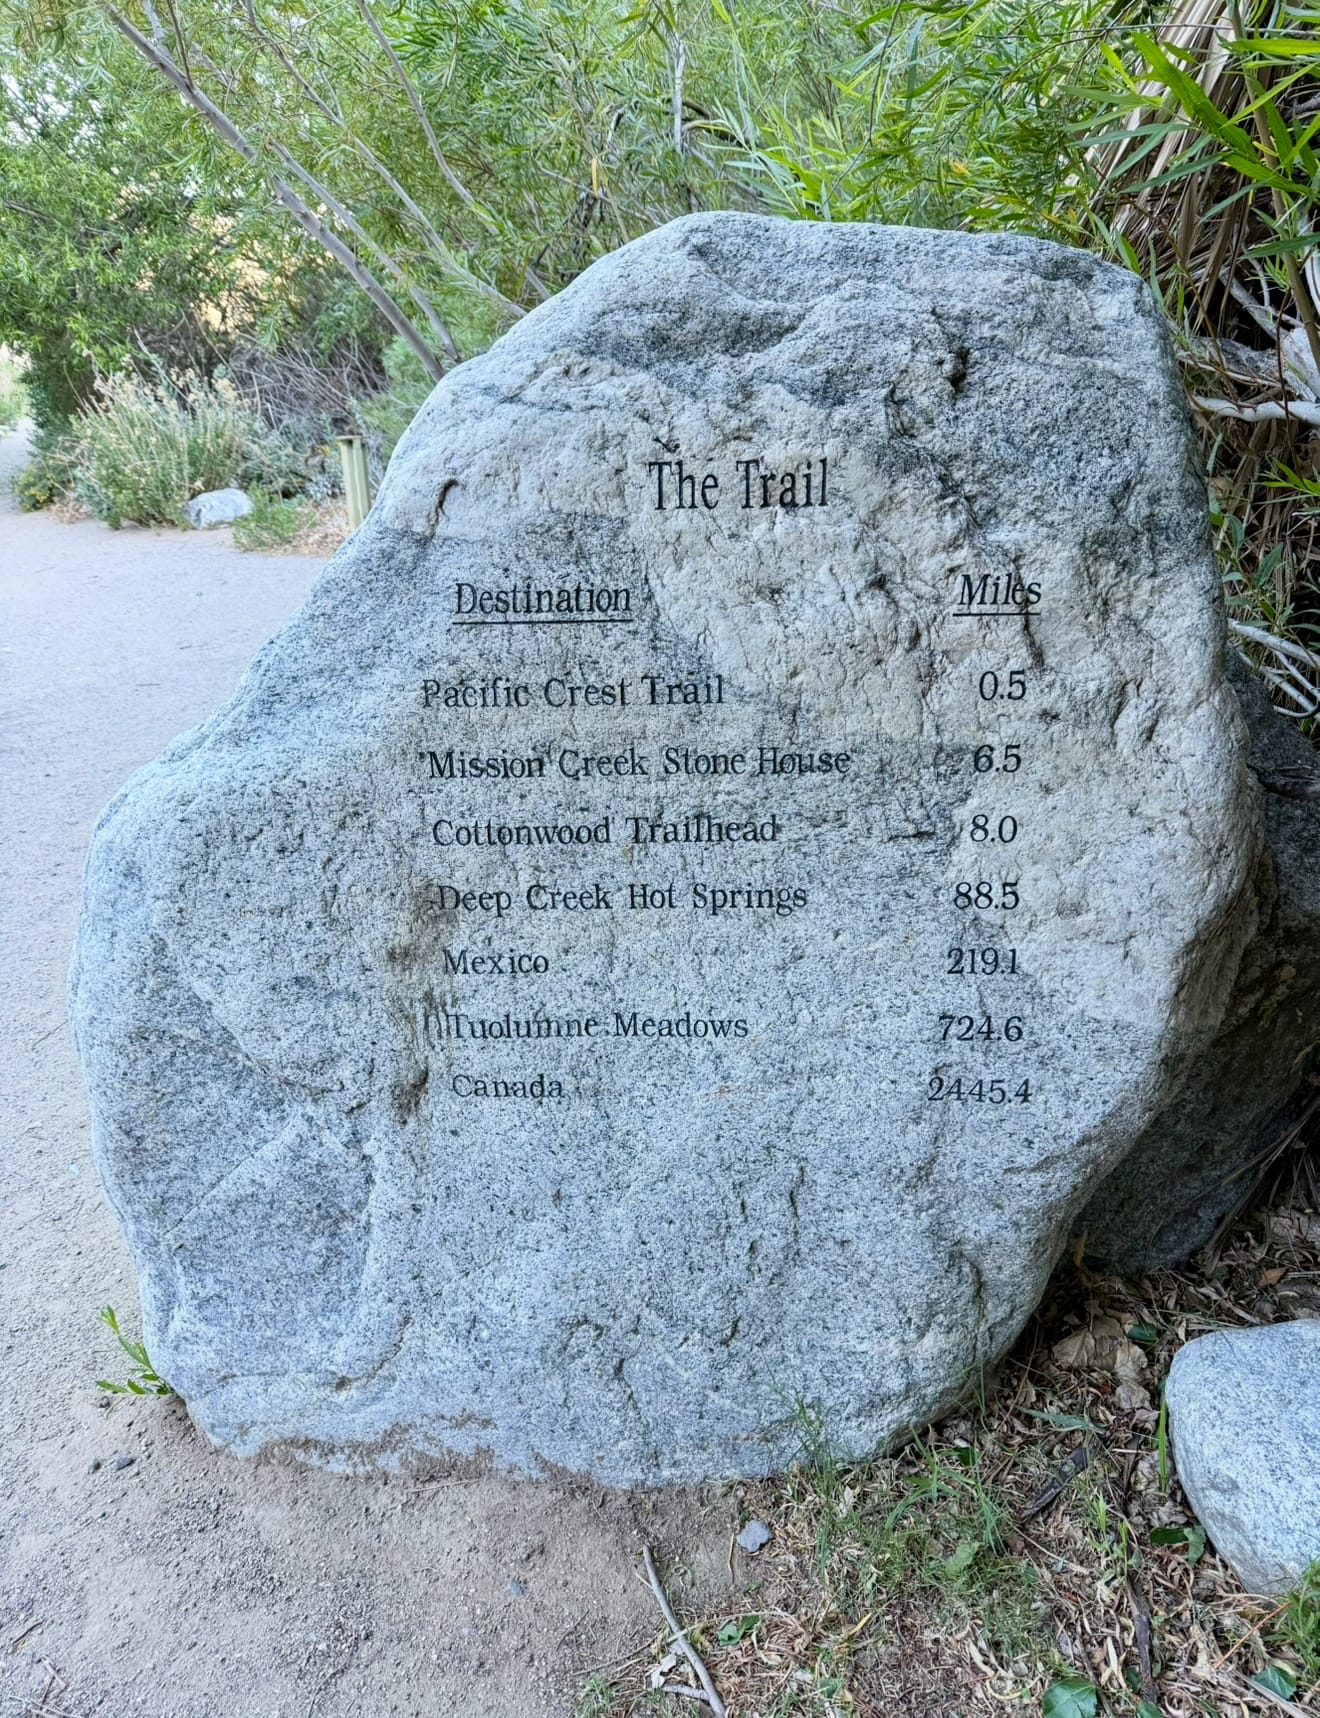 The Trail
Destination Miles
Pacific Crest Trail 0.5
Mission Creek Stone House 6.5
Cottonwood Trailhead 8.0
Deep Creek Hot Springs 88.5
Mexico 219.1
Tuolumne Meadows 724.6
Canada 2445.4